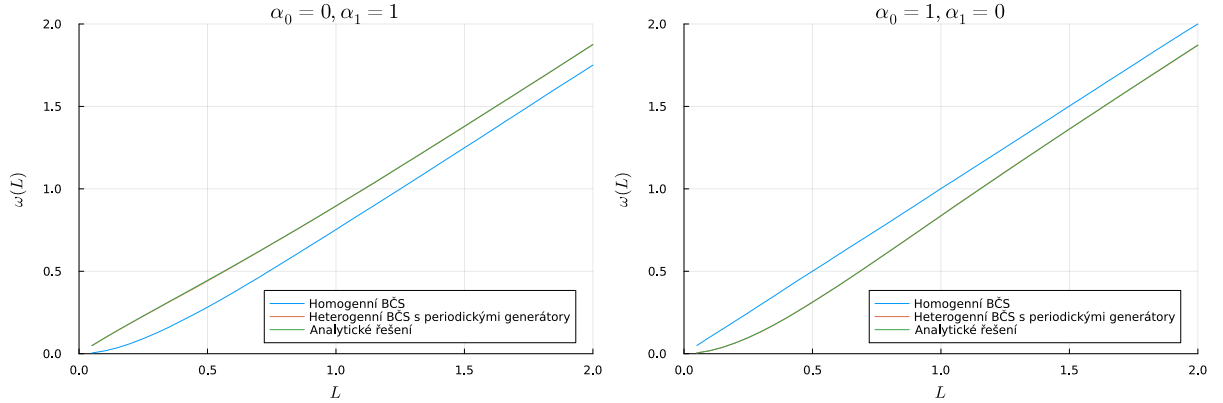 α₀ = 0, α₁ = 1
2.0
1.5
1.0
0.5
0.0
ω(L)
0.0 0.5 1.0 1.5 2.0
L
Homogenní BČS
Heterogenní BČS s periodickými generátory
Analytické řešení
α₀ = 1, α₁ = 0
2.0
1.5
1.0
0.5
0.0
ω(L)
0.0 0.5 1.0 1.5 2.0
L
Homogenní BČS
Heterogenní BČS s periodickými generátory
Analytické řešení